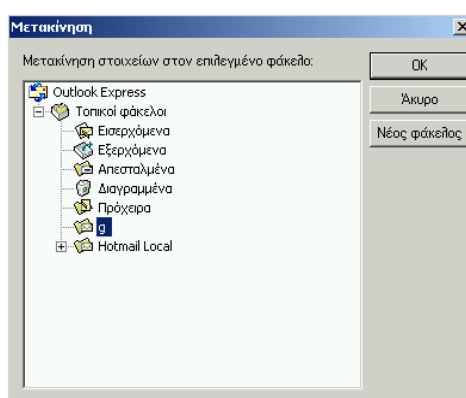 Μετακίνηση
Μετακίνηση στοιχείων στον επιλεγμένο φάκελο:
Outlook Express
Τοπικοί φάκελοι
Εισερχόμενα
Εξερχόμενα
Απεσταλμένα
Διαγραμμένα
Πρόχειρα
g
Hotmail Local
OK
Άκυρο
Νέος φάκελος